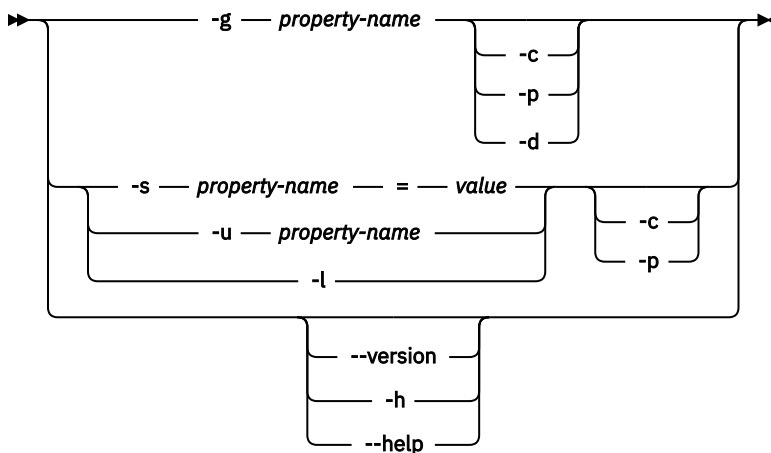 -g property-name
-c
-p
-d
-s property-name = value
-c
-u property-name
-p
-l
--version
-h
--help